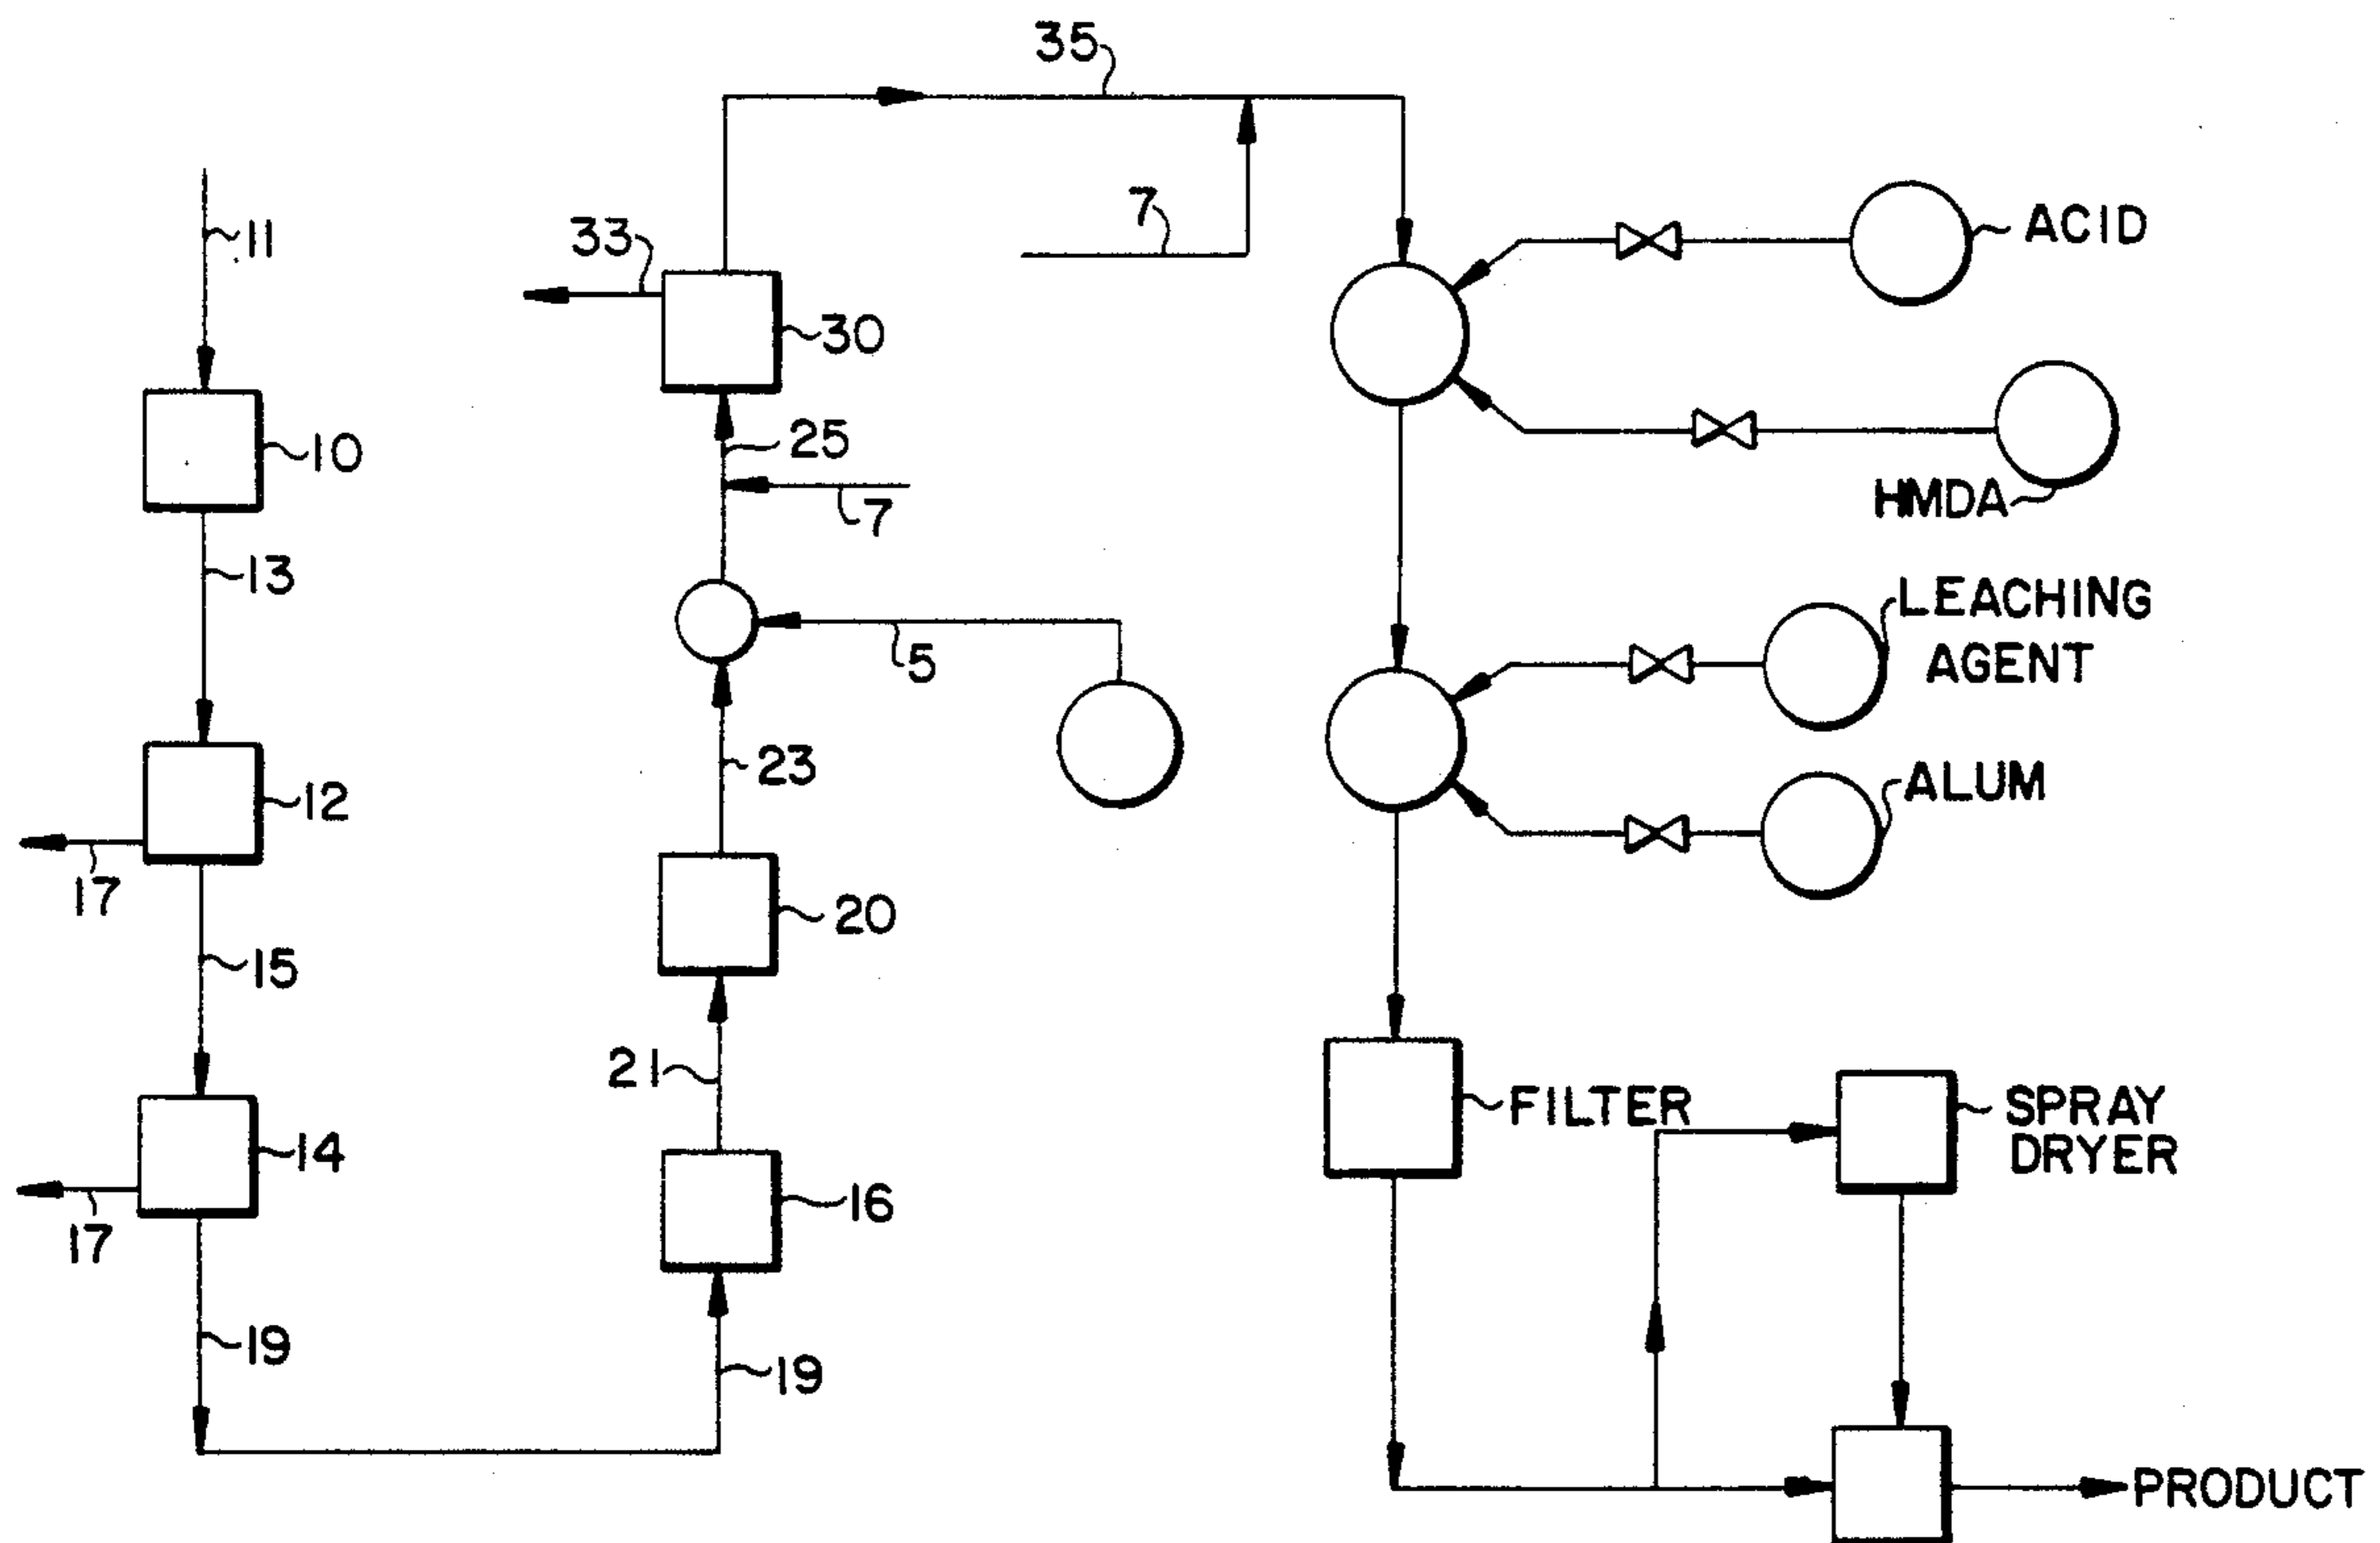 35
11
7
ACID
33
30
10
25
HMDA
7
13
LEACHING
AGENT
5
23
ALUM
12
17
20
15
21
FILTER
SPRAY
DRYER
14
16
17
19
19
PRODUCT